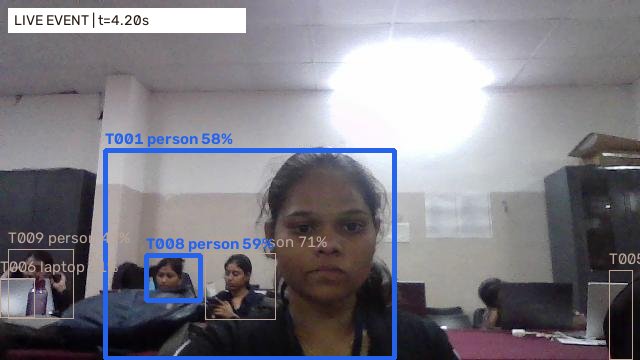 LIVE EVENT | t=4.20s
T001 person 58%
T008 person 59%
son 71%
T009 person
T006 laptop
T005